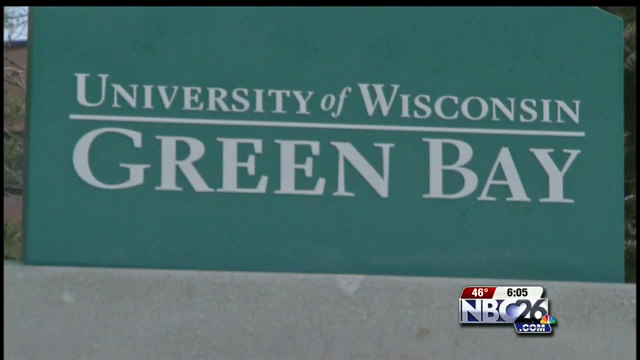 UNIVERSITY of WISCONSIN
GREEN BAY
46° 6:05
NBC26
.COM